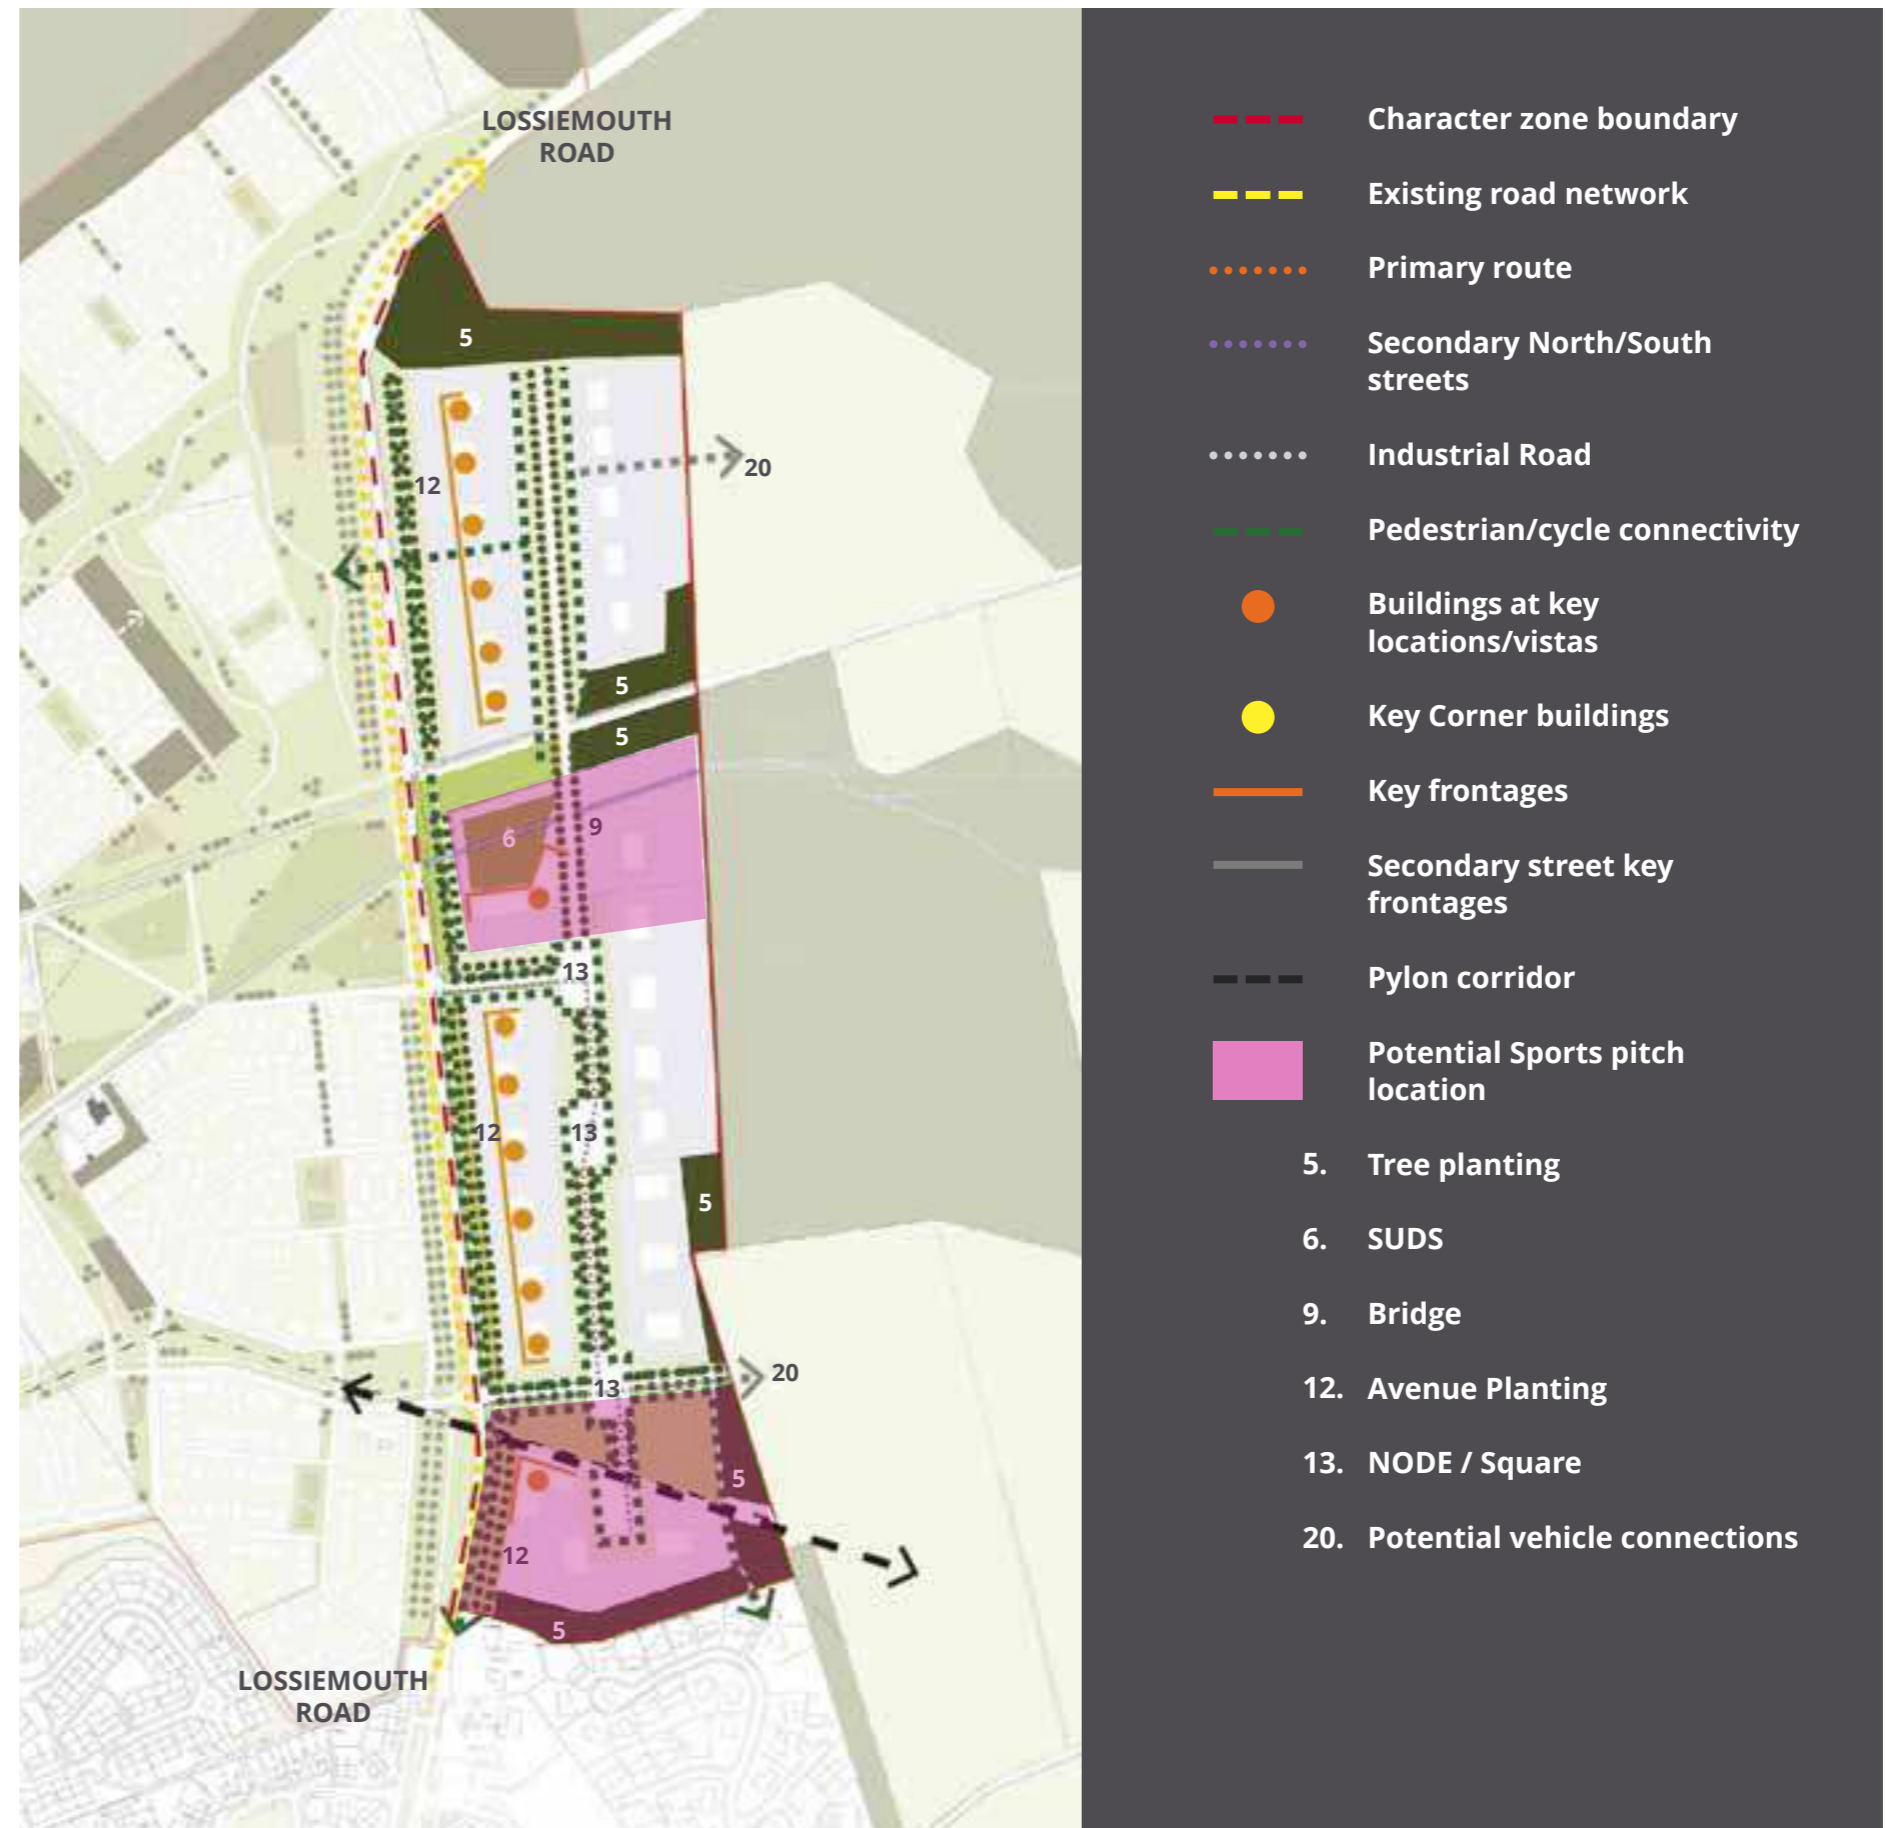 LOSSIEMOUTH
ROAD
5
20
12
5
5
9
6
13
12
13
5
20
13
5
12
5
LOSSIEMOUTH
ROAD
Character zone boundary
Existing road network
Primary route
Secondary North/South
streets
Industrial Road
Pedestrian/cycle connectivity
Buildings at key
locations/vistas
Key Corner buildings
Key frontages
Secondary street key
frontages
Pylon corridor
Potential Sports pitch
location
5. Tree planting
6. SUDS
9. Bridge
12. Avenue Planting
13. NODE / Square
20. Potential vehicle connections